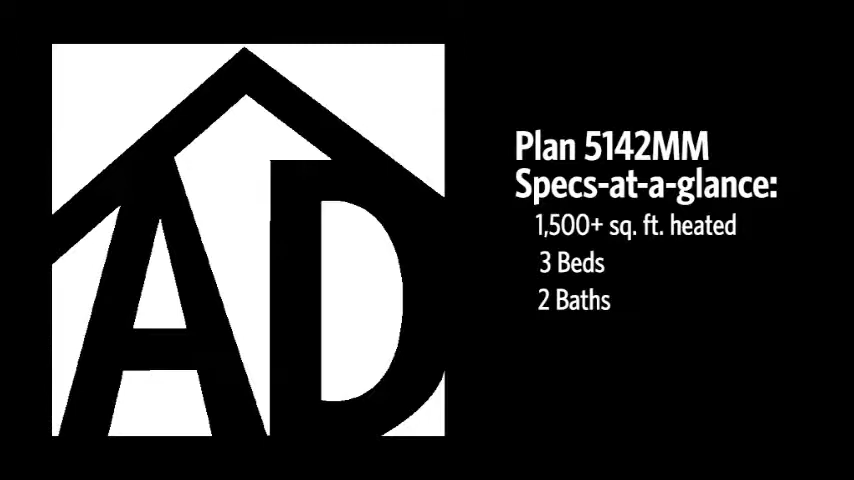 AD
Plan 5142MM
Specs-at-a-glance:
1,500+ sq. ft. heated
3 Beds
2 Baths